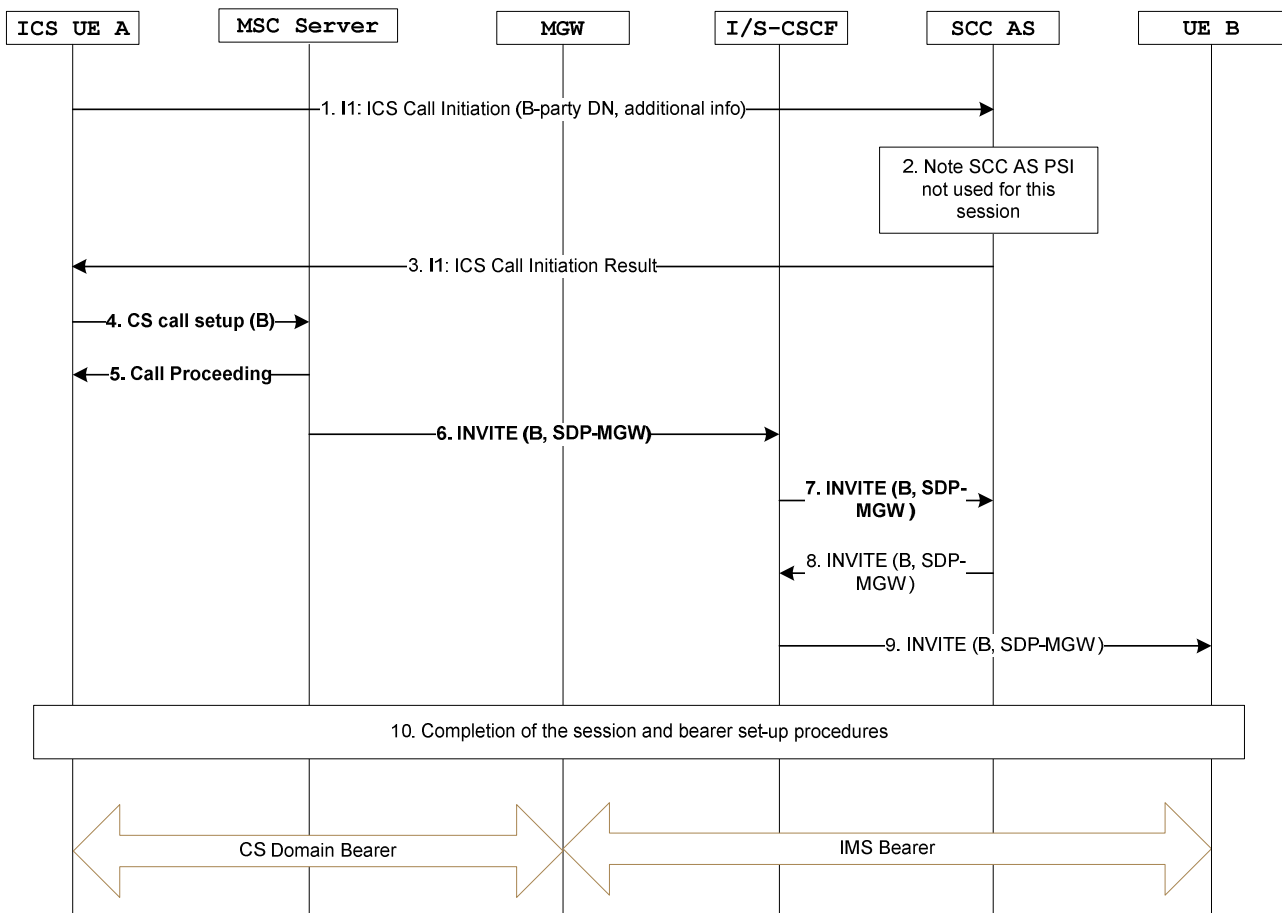 ICS UE A
MSC Server
MGW
I/S-CSCF
SCC AS
UE B
1. I1: ICS Call Initiation (B-party DN, additional info)
2. Note SCC AS PSI
not used for this
session
3. I1: ICS Call Initiation Result
4. CS call setup (B)
5. Call Proceeding
6. INVITE (B, SDP-MGW)
7. INVITE (B, SDP-
MGW)
8. INVITE (B, SDP-
MGW)
9. INVITE (B, SDP-MGW)
10. Completion of the session and bearer set-up procedures
CS Domain Bearer
IMS Bearer